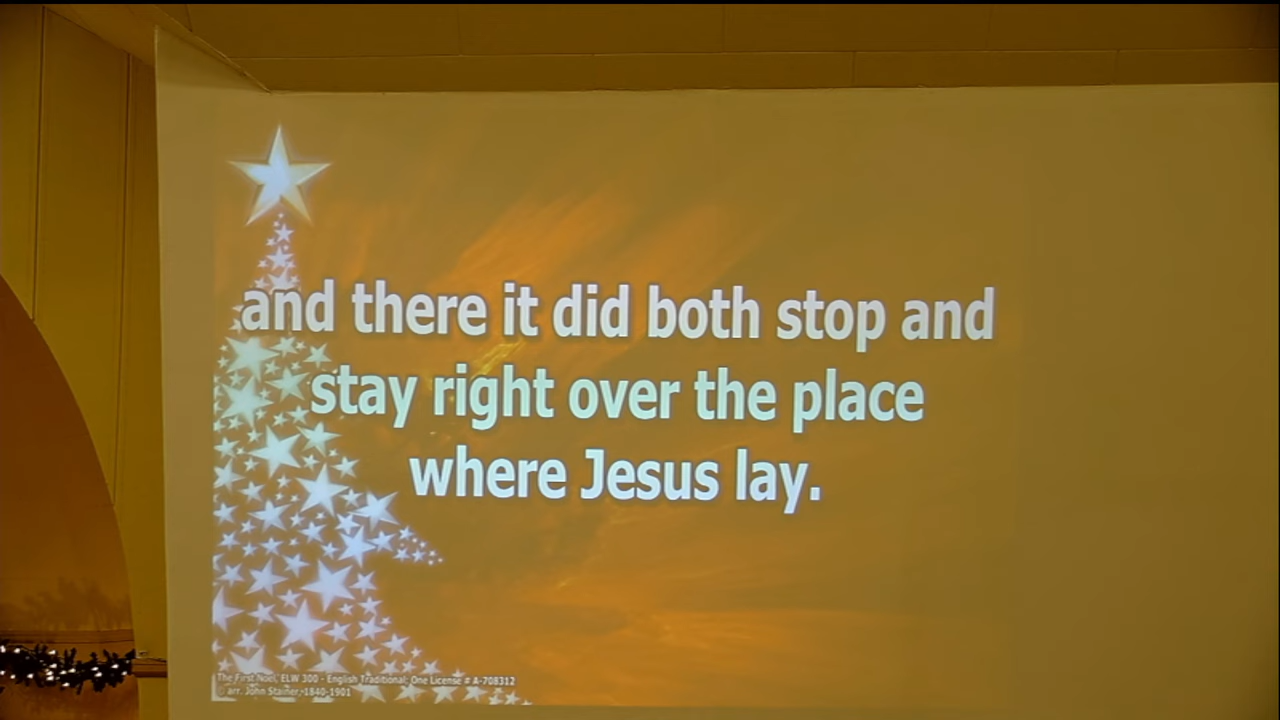 and there it did both stop and
stay right over the place
where Jesus lay.
The First Noel, ELW 300 - English Traditional; One License # A-708312
© arr. John Stainer, 1840-1901